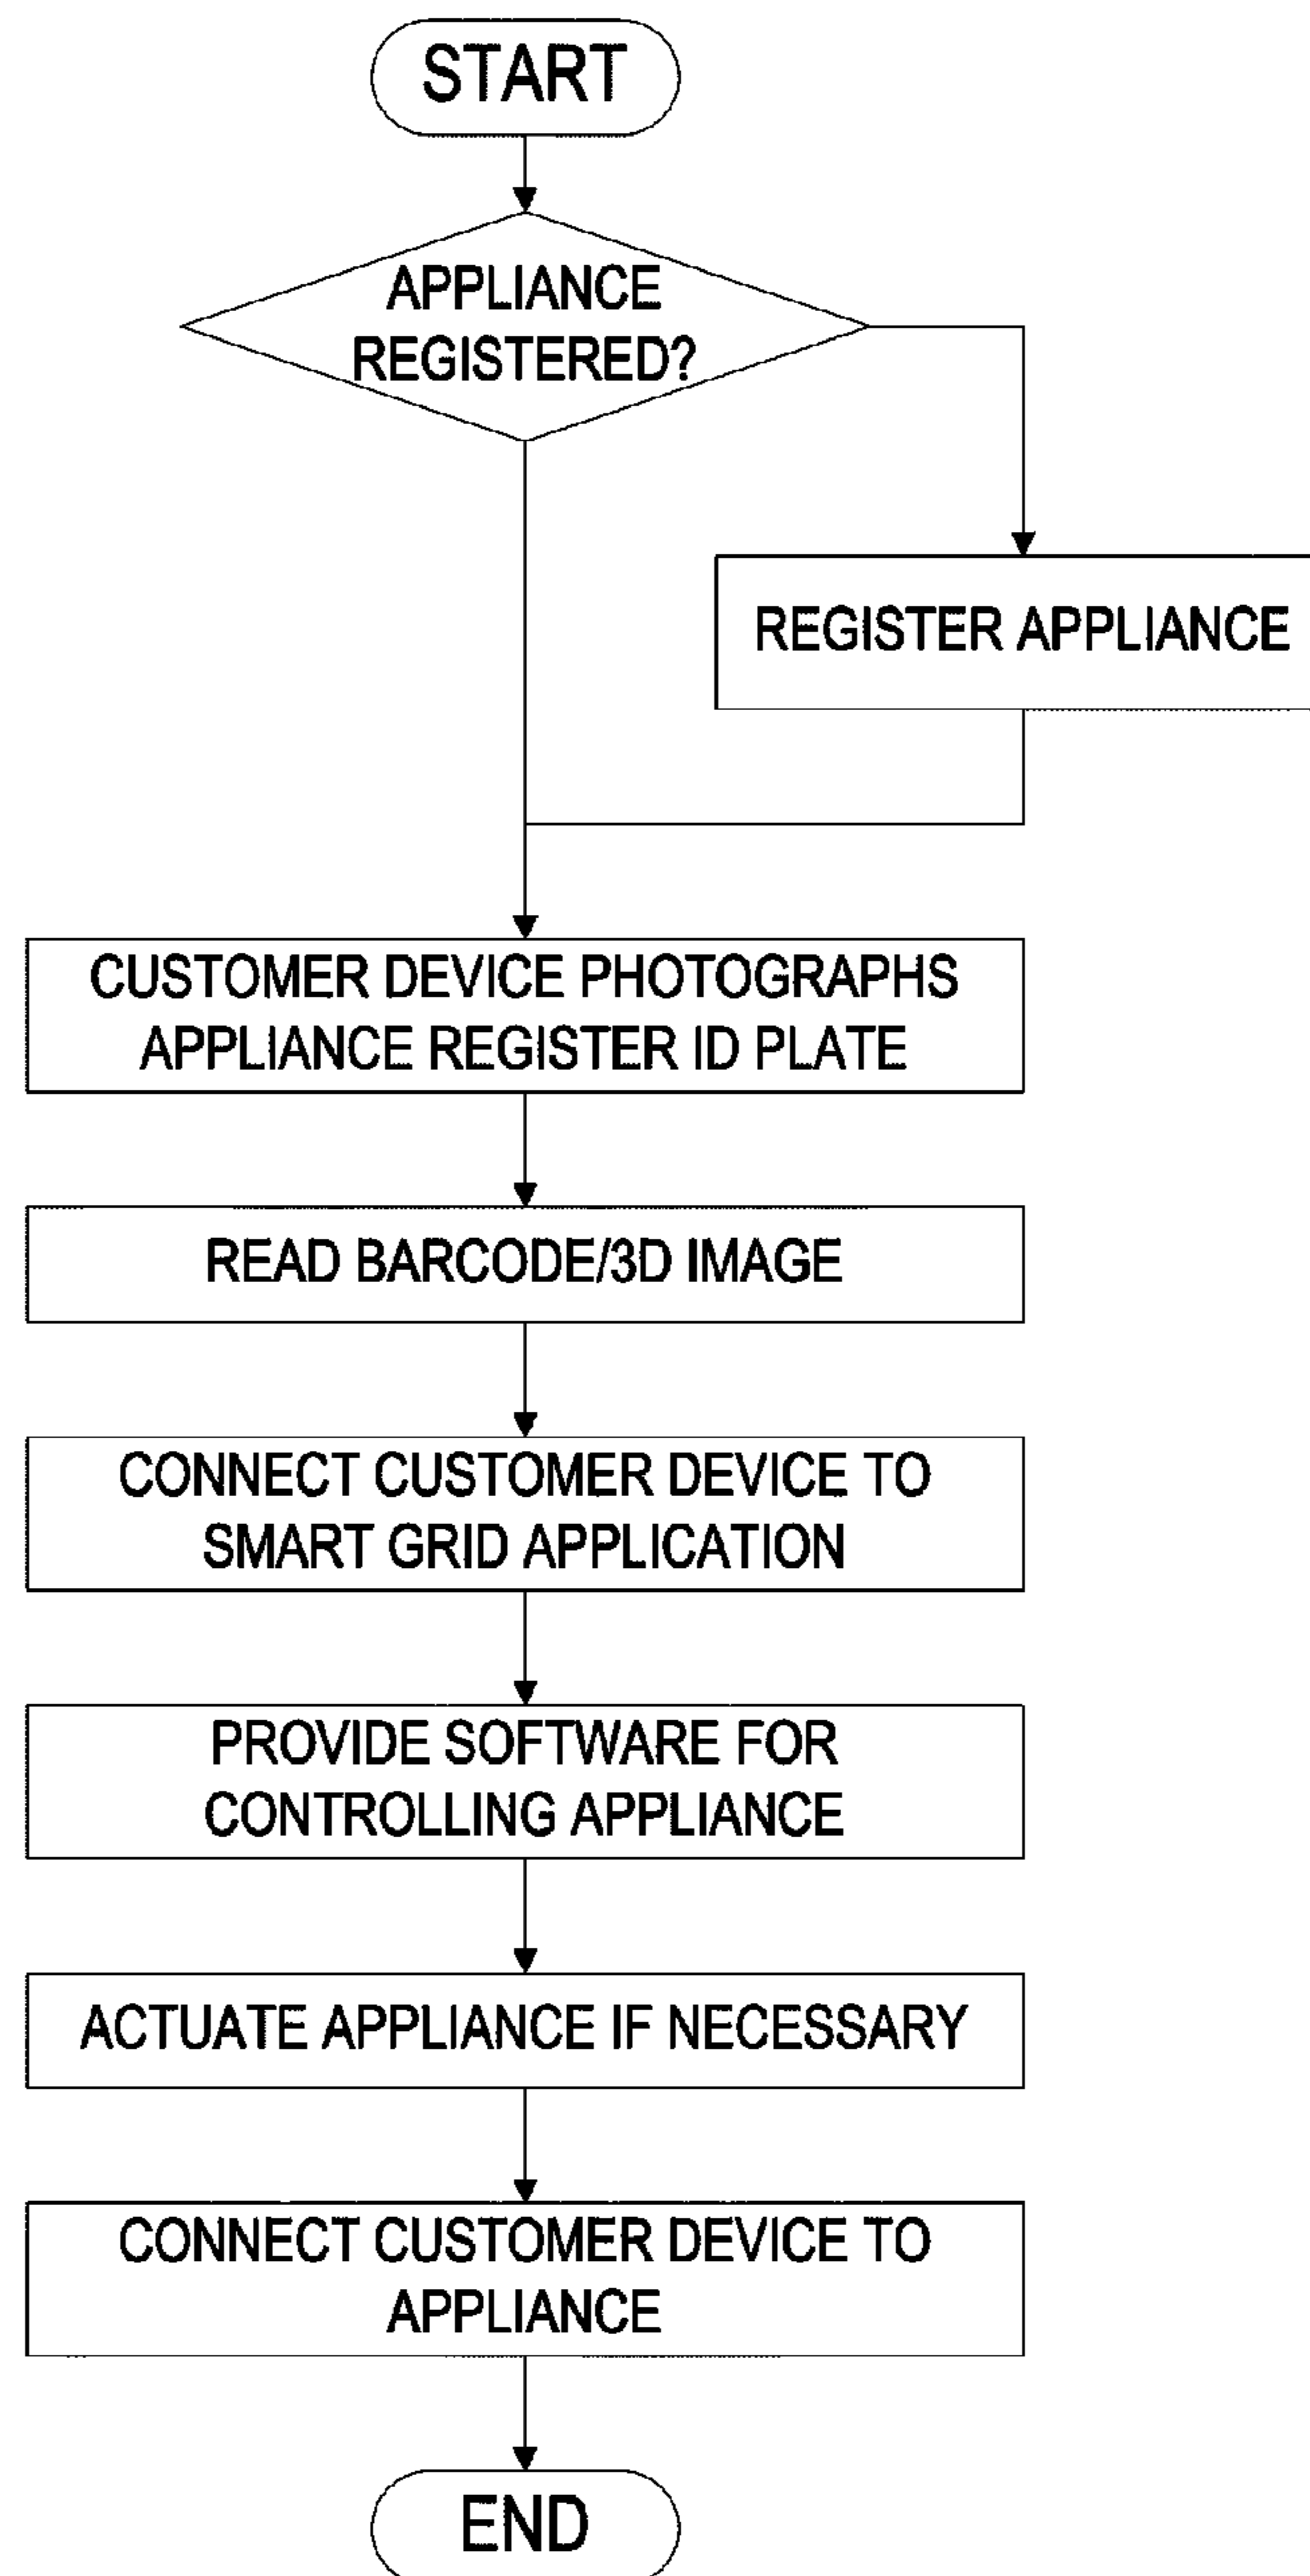 START
APPLIANCE
REGISTERED?
REGISTER APPLIANCE
CUSTOMER DEVICE PHOTOGRAPHS
APPLIANCE REGISTER ID PLATE
READ BARCODE/3D IMAGE
CONNECT CUSTOMER DEVICE TO
SMART GRID APPLICATION
PROVIDE SOFTWARE FOR
CONTROLLING APPLIANCE
ACTUATE APPLIANCE IF NECESSARY
CONNECT CUSTOMER DEVICE TO
APPLIANCE
END